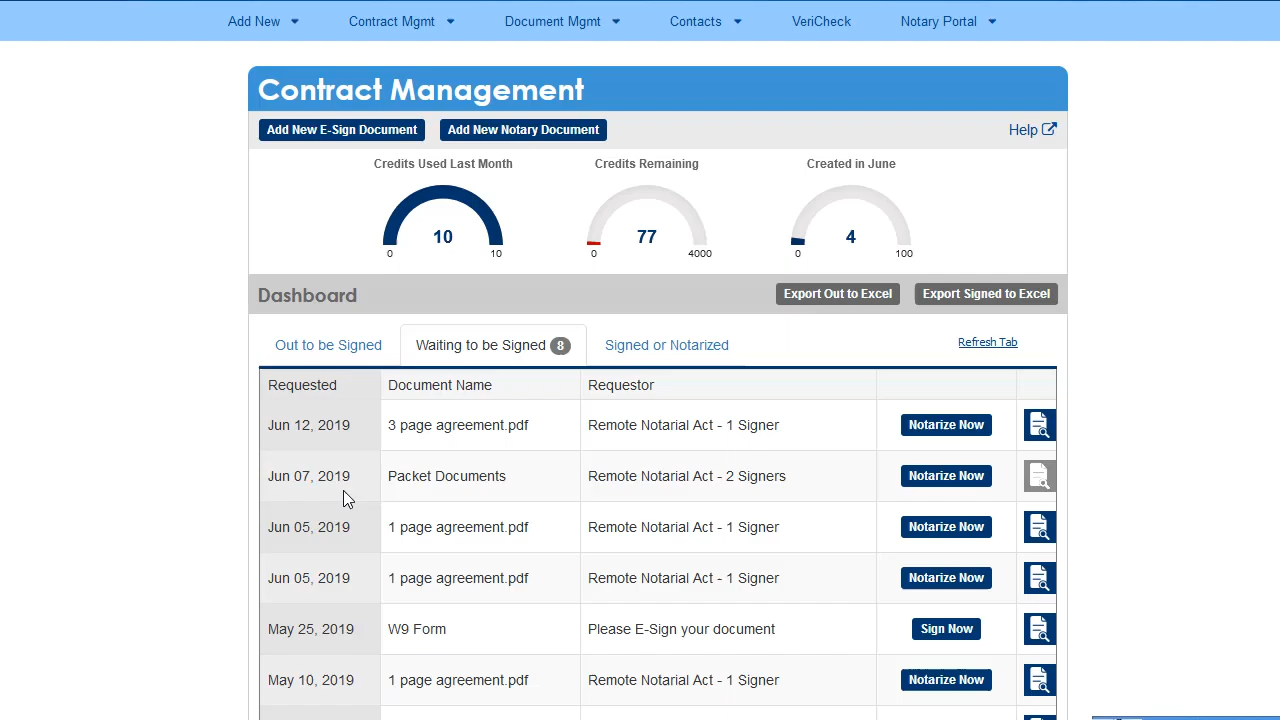 Add New Contract Mgmt Document Mgmt Contacts VeriCheck Notary Portal
Contract Management
Add New E-Sign Document Add New Notary Document Help
Credits Used Last Month Credits Remaining Created in June
10 77 4
0 10 0 4000 0 100
Dashboard Export Out to Excel Export Signed to Excel
Out to be Signed Waiting to be Signed 8 Signed or Notarized Refresh Tab
Requested Document Name Requestor
Jun 12, 2019 3 page agreement.pdf Remote Notarial Act - 1 Signer Notarize Now
Jun 07, 2019 Packet Documents Remote Notarial Act - 2 Signers Notarize Now
Jun 05, 2019 1 page agreement.pdf Remote Notarial Act - 1 Signer Notarize Now
Jun 05, 2019 1 page agreement.pdf Remote Notarial Act - 1 Signer Notarize Now
May 25, 2019 W9 Form Please E-Sign your document Sign Now
May 10, 2019 1 page agreement.pdf Remote Notarial Act - 1 Signer Notarize Now